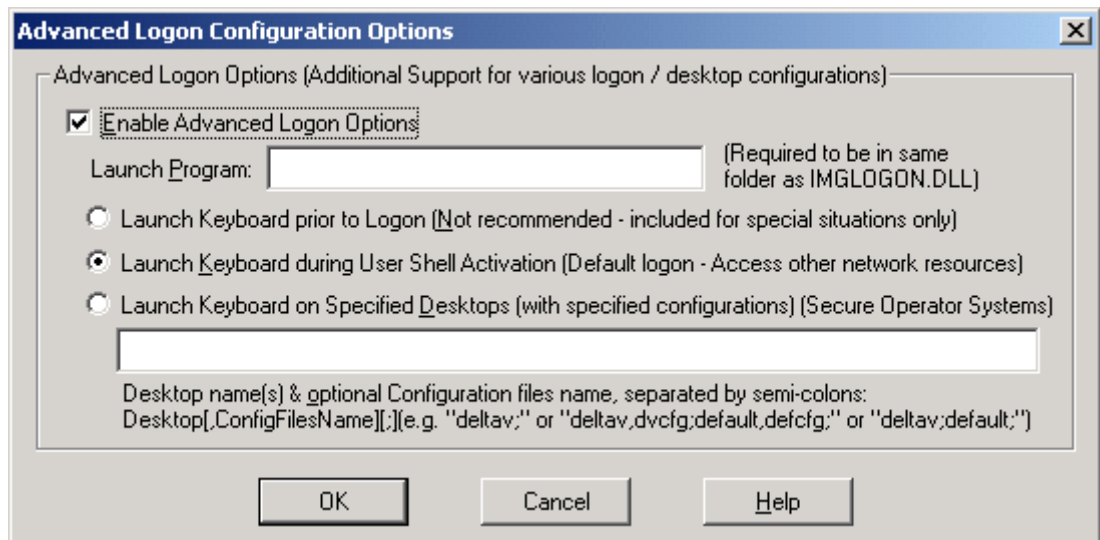 Advanced Logon Configuration Options
Advanced Logon Options (Additional Support for various logon / desktop configurations)
Enable Advanced Logon Options
Launch Program:
(Required to be in same
folder as IMGLOGON.DLL)
Launch Keyboard prior to Logon (Not recommended - included for special situations only)
Launch Keyboard during User Shell Activation (Default logon - Access other network resources)
Launch Keyboard on Specified Desktops (with specified configurations) (Secure Operator Systems)
Desktop name(s) & optional Configuration files name, separated by semi-colons:
Desktop[,ConfigFilesName][;](e.g. "deltav;" or "deltav,dvcfg;default,defcfg;" or "deltav;default;")
OK
Cancel
Help